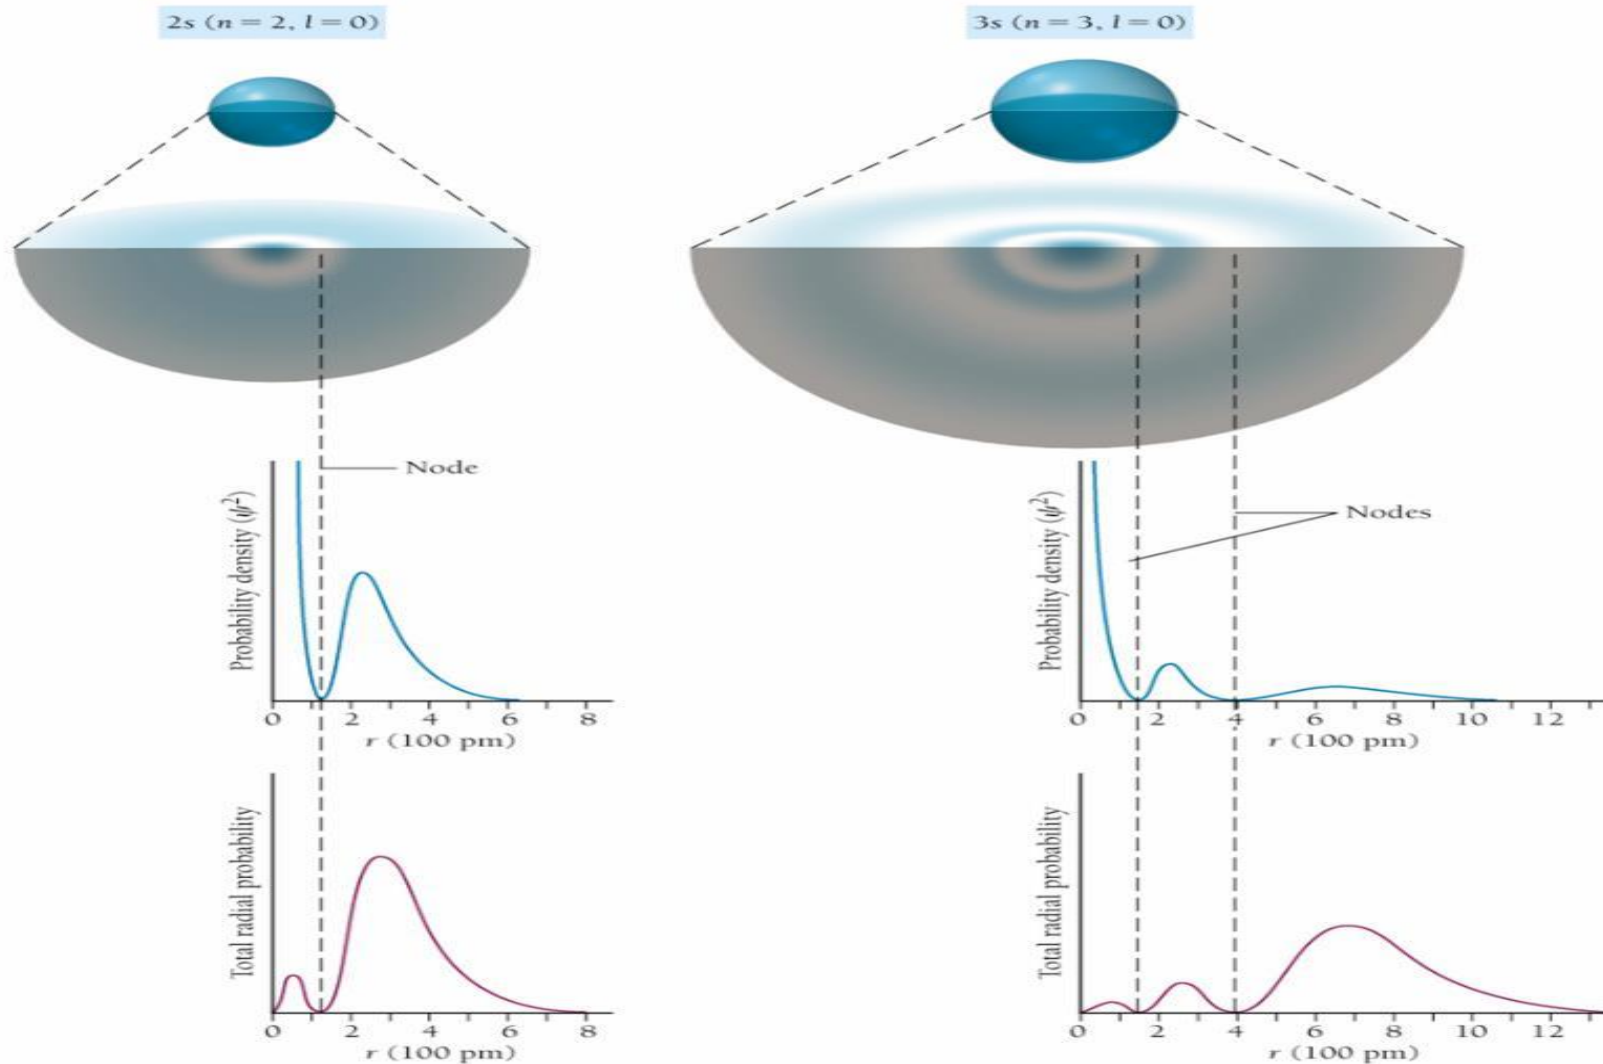 2s (n = 2, l = 0)
3s (n = 3, l = 0)
Node
Probability density (ψ²)
0 2 4 6 8
r (100 pm)
Nodes
Probability density (ψ²)
0 2 4 6 8 10 12
r (100 pm)
Total radial probability
0 2 4 6 8
r (100 pm)
Total radial probability
0 2 4 6 8 10 12
r (100 pm)